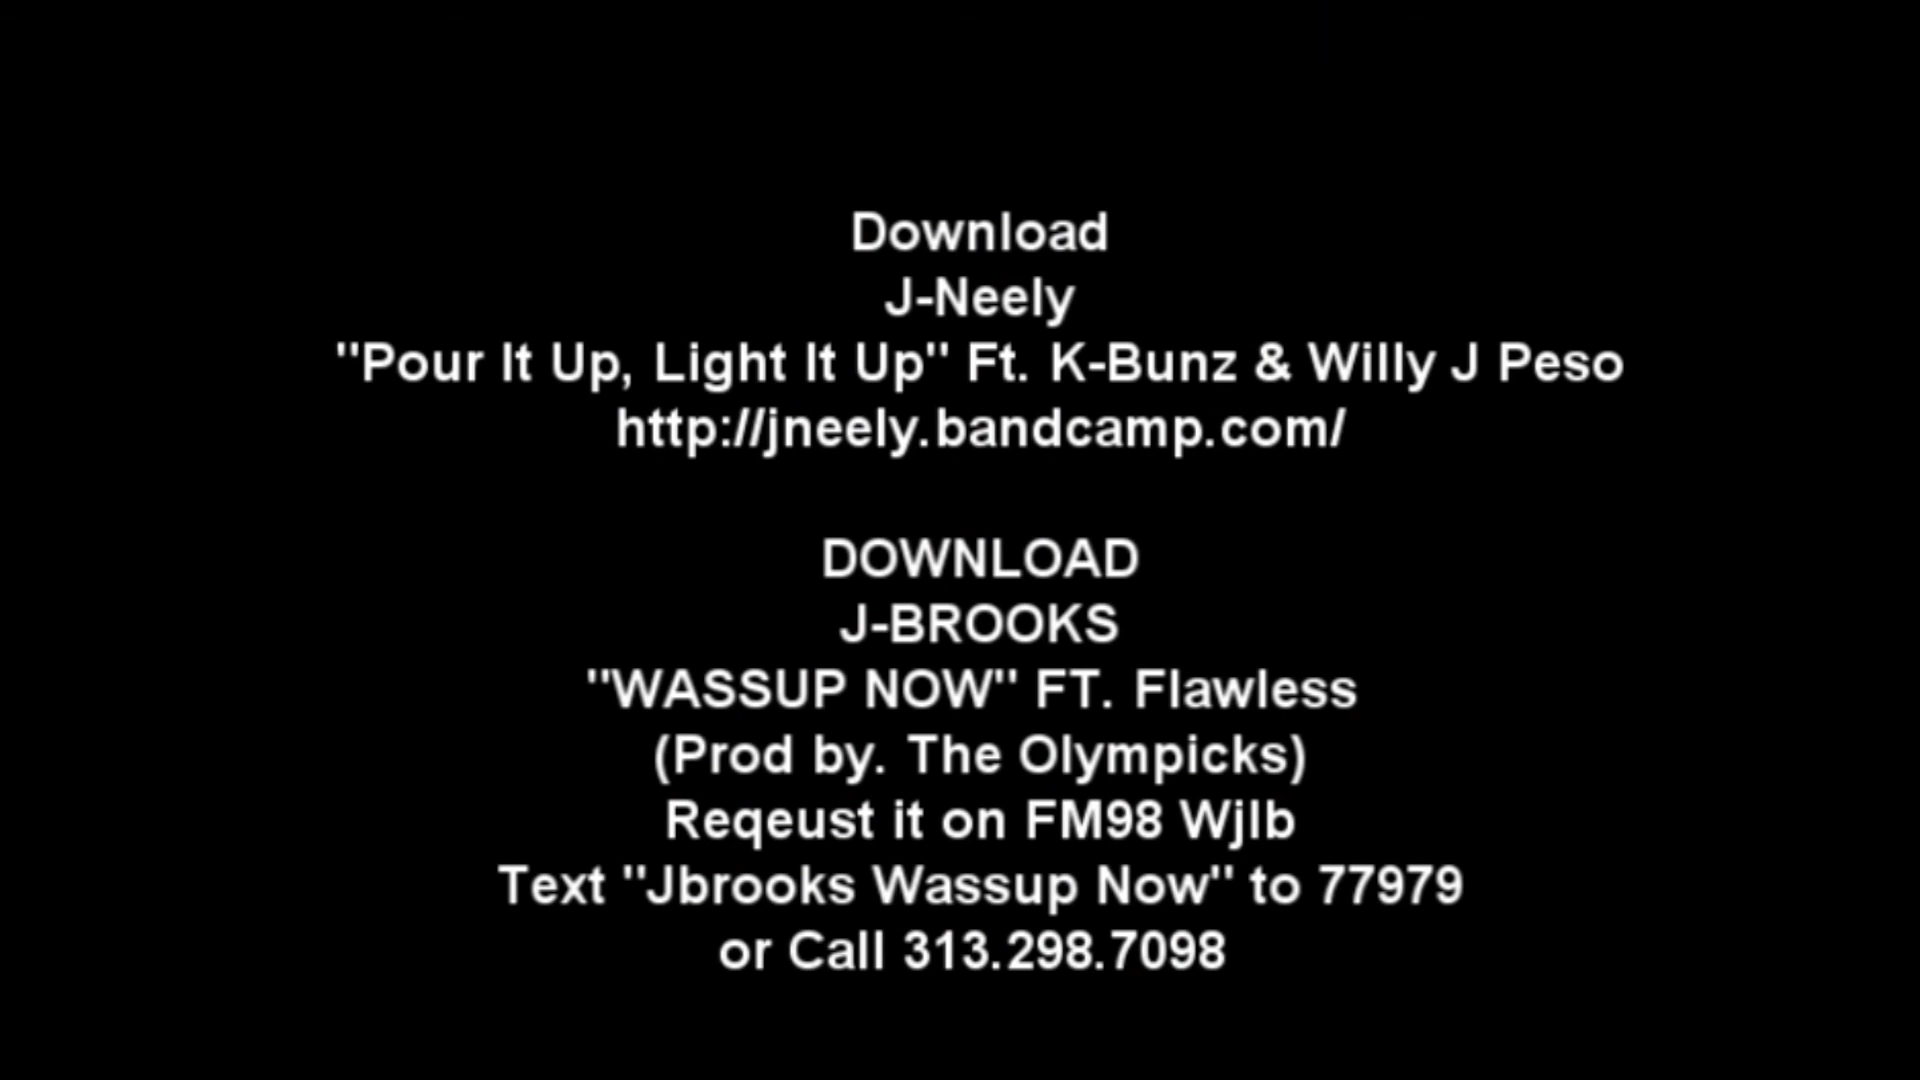 Download
J-Neely
"Pour It Up, Light It Up" Ft. K-Bunz & Willy J Peso
http://jneely.bandcamp.com/
DOWNLOAD
J-BROOKS
"WASSUP NOW" FT. Flawless
(Prod by. The Olympicks)
Reqeust it on FM98 Wjlb
Text "Jbrooks Wassup Now" to 77979
or Call 313.298.7098